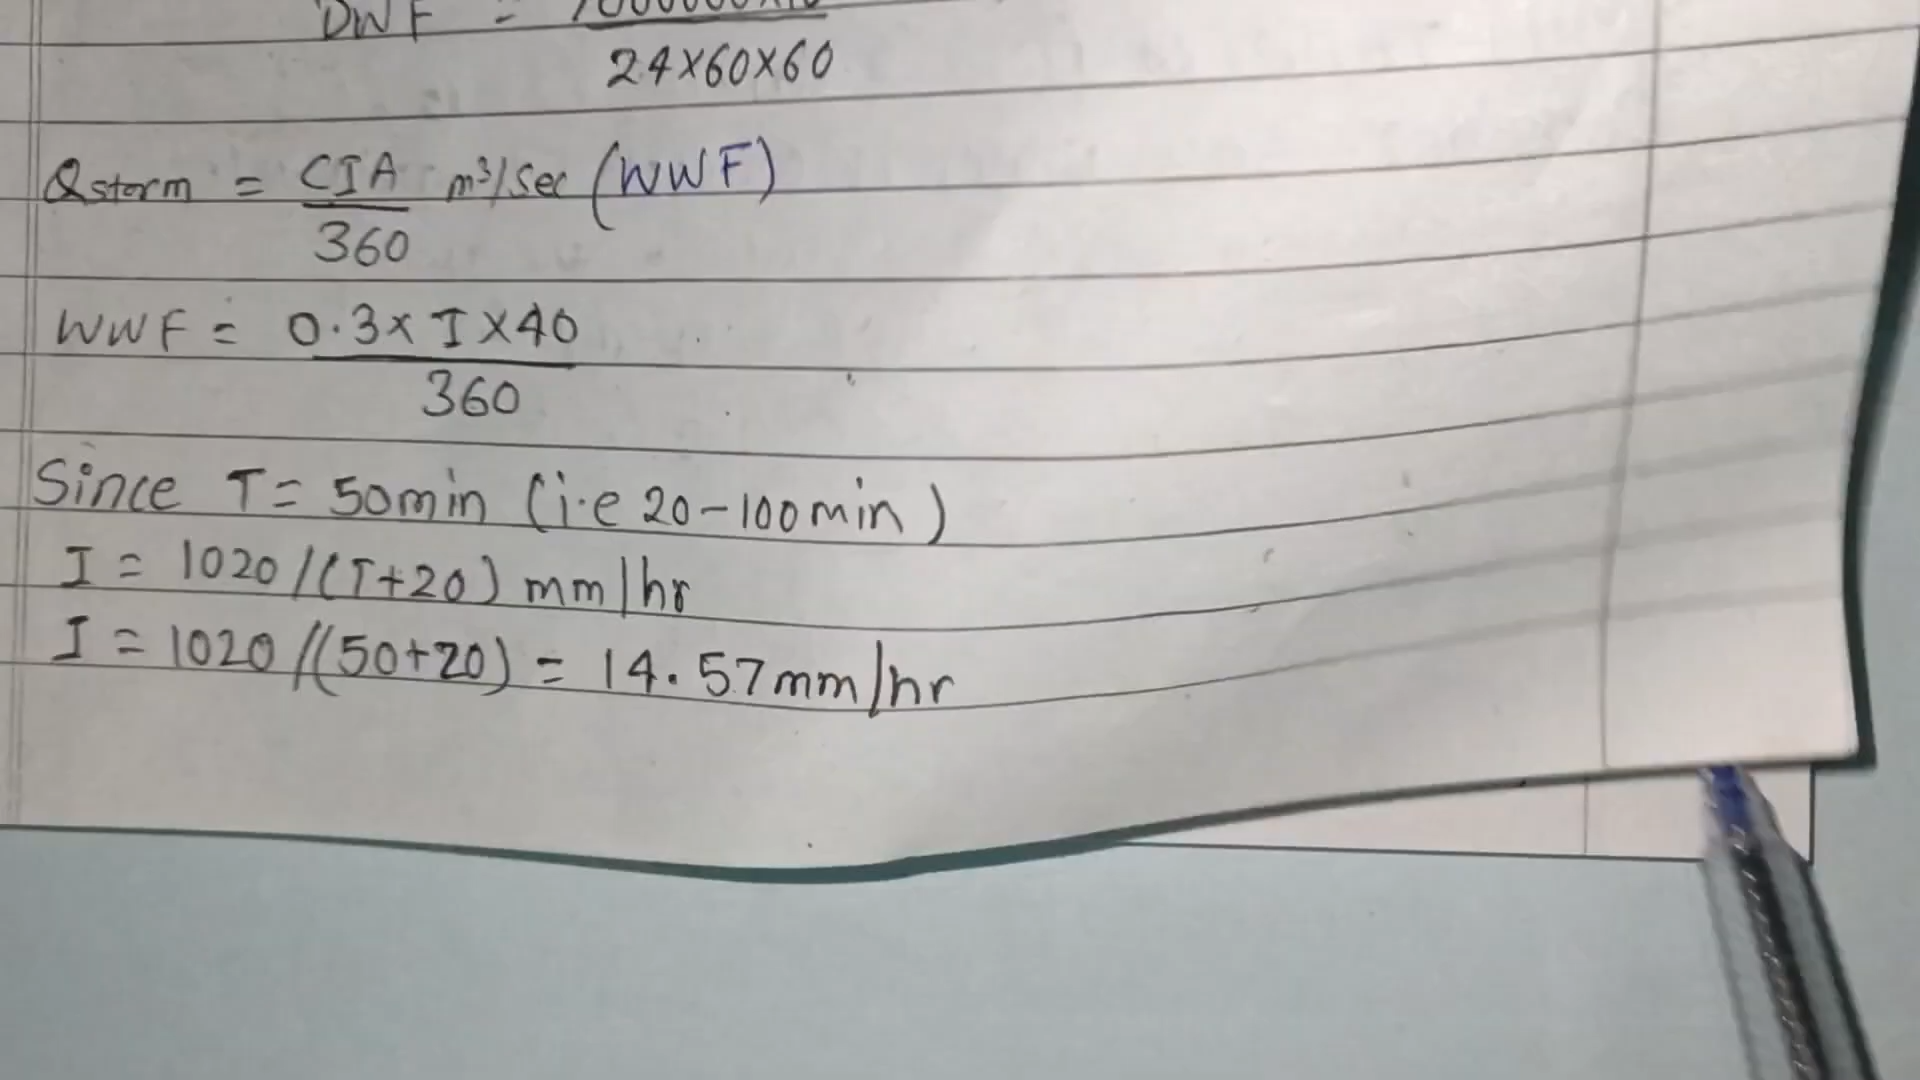 DWF =
24×60×60
Qstorm = CIA m³/sec (WWF)
360
WWF = 0.3× I ×40
360
Since T= 50min (i.e 20-100min)
I = 1020/(T+20) mm/hr
I = 1020/(50+20) = 14.57mm/hr